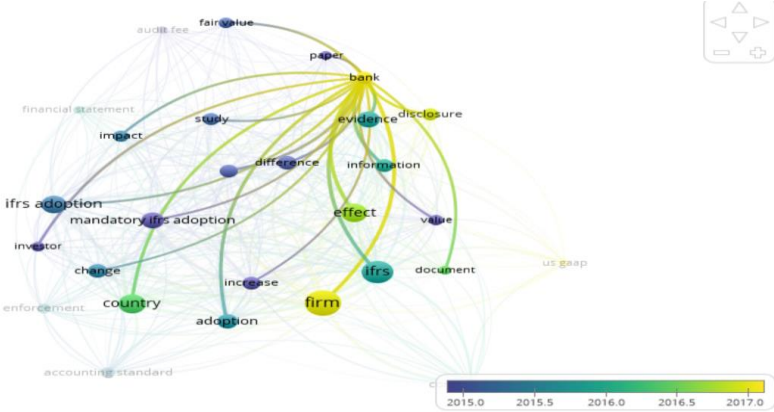 fair value
audit fee
paper
bank
financial statement
study
evidence
disclosure
impact
difference
information
ifrs adoption
mandatory ifrs adoption
effect
value
investor
us gaap
change
increase
ifrs
document
enforcement
country
firm
adoption
accounting standard
2015.0 2015.5 2016.0 2016.5 2017.0